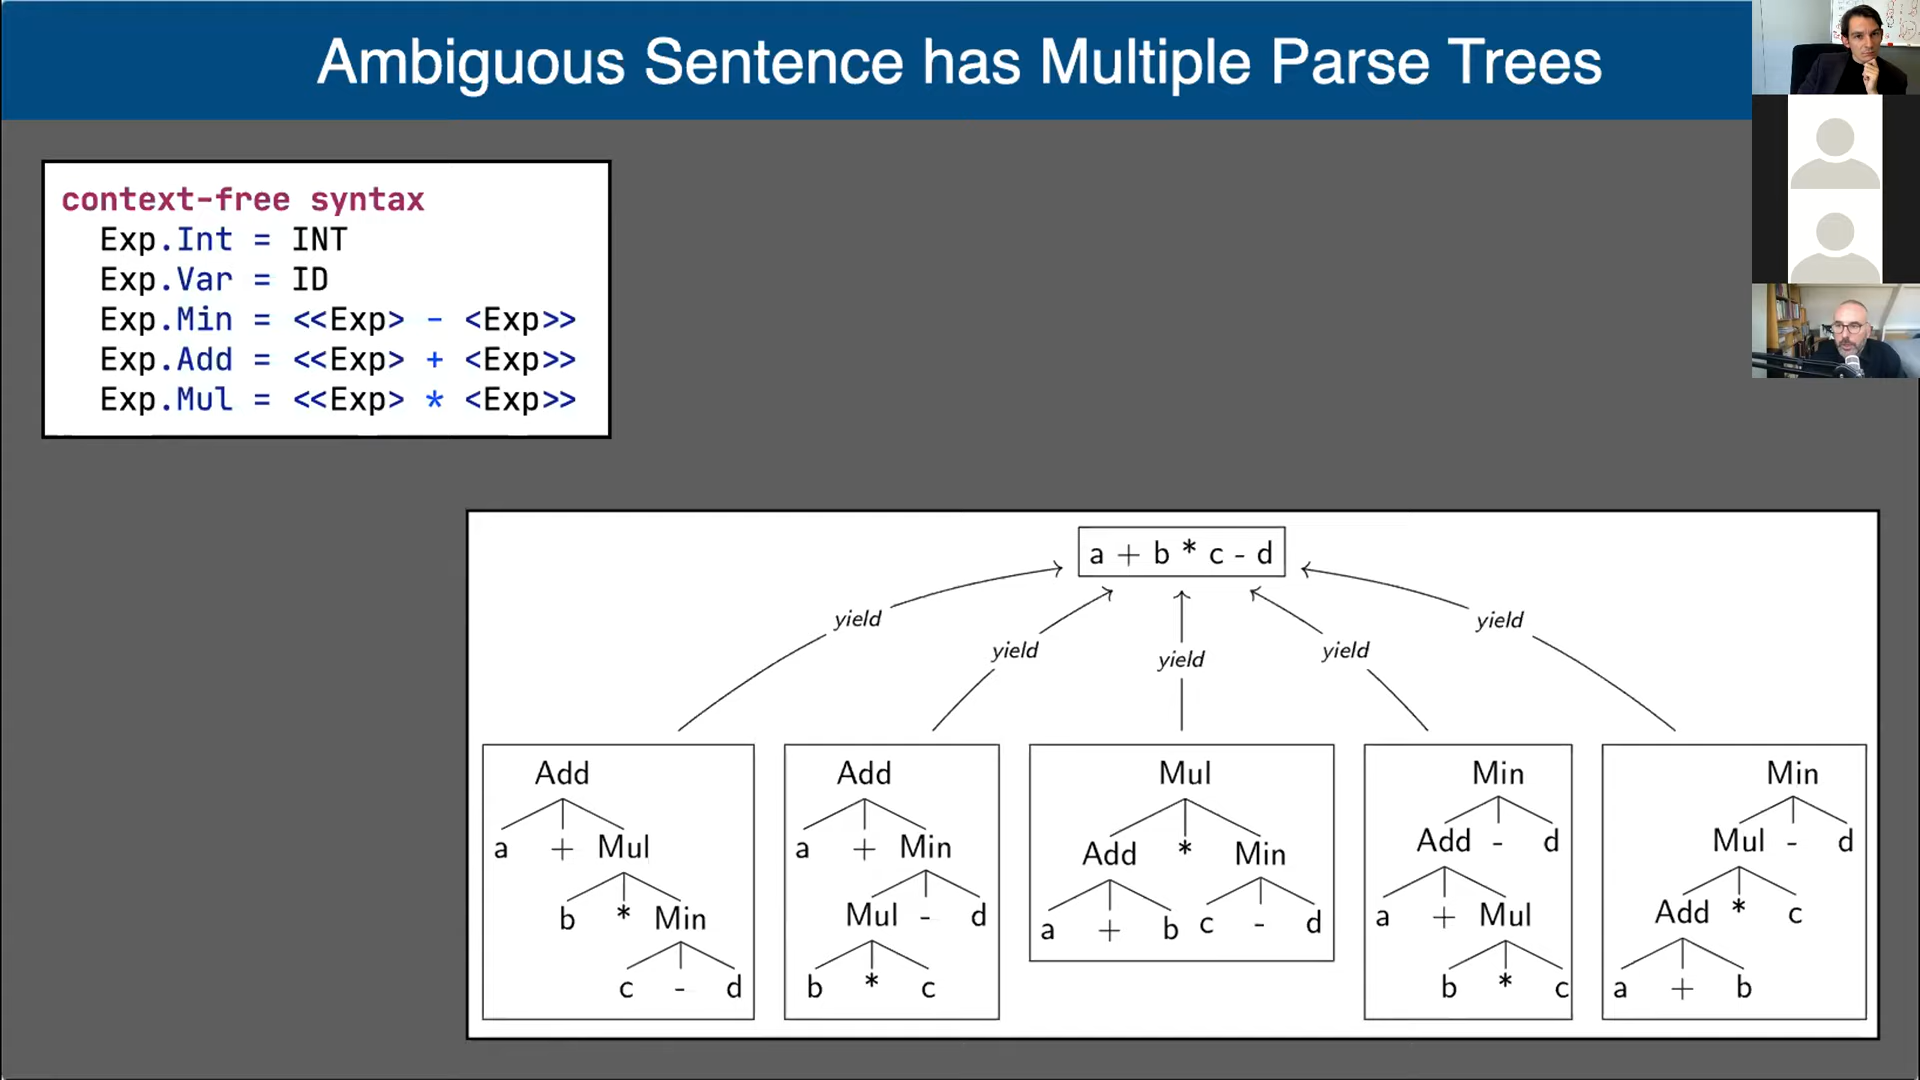 Ambiguous Sentence has Multiple Parse Trees
context-free syntax
Exp.Int = INT
Exp.Var = ID
Exp.Min = <<Exp> - <Exp>>
Exp.Add = <<Exp> + <Exp>>
Exp.Mul = <<Exp> * <Exp>>
a + b * c - d
yield
yield
yield
yield
yield
Add
a + Mul
b * Min
c - d
Add
a + Min
Mul - d
b * c
Mul
Add * Min
a + b c - d
Min
Add - d
a + Mul
b * c
Min
Mul - d
Add * c
a + b